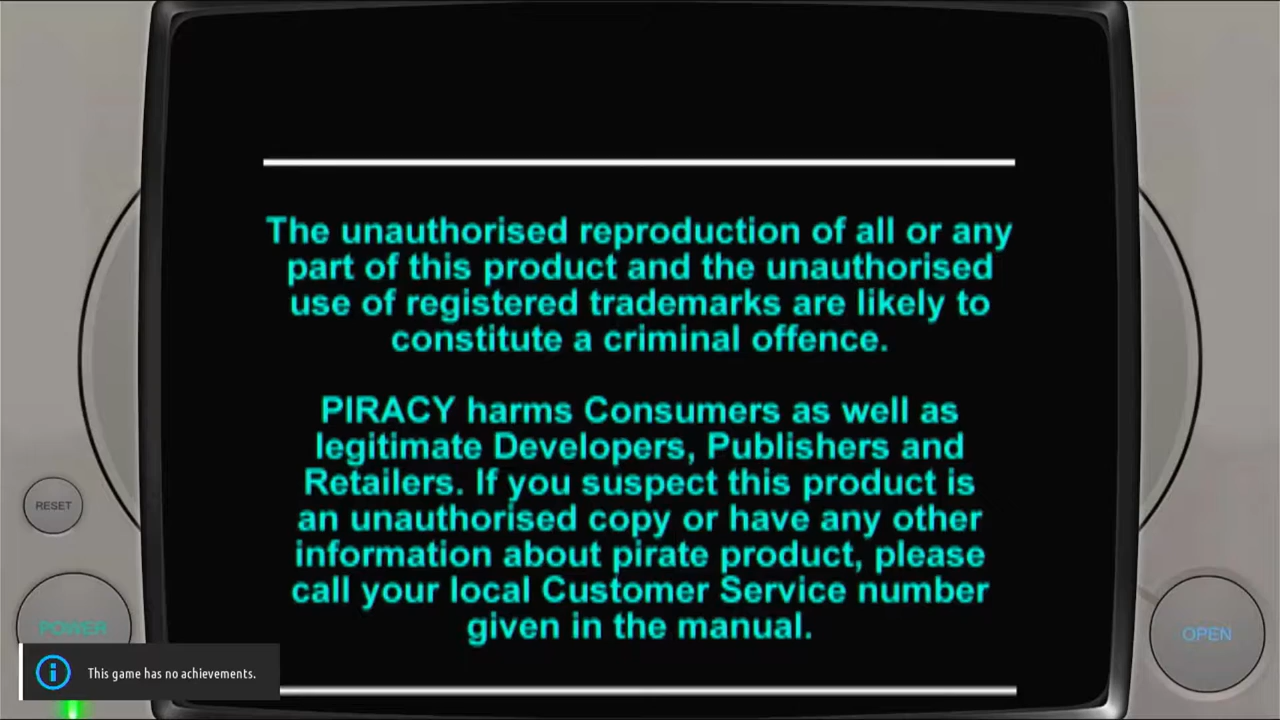 The unauthorised reproduction of all or any
part of this product and the unauthorised
use of registered trademarks are likely to
constitute a criminal offence.
PIRACY harms Consumers as well as
legitimate Developers, Publishers and
Retailers. If you suspect this product is
an unauthorised copy or have any other
information about pirate product, please
call your local Customer Service number
given in the manual.
RESET
POWER
OPEN
This game has no achievements.